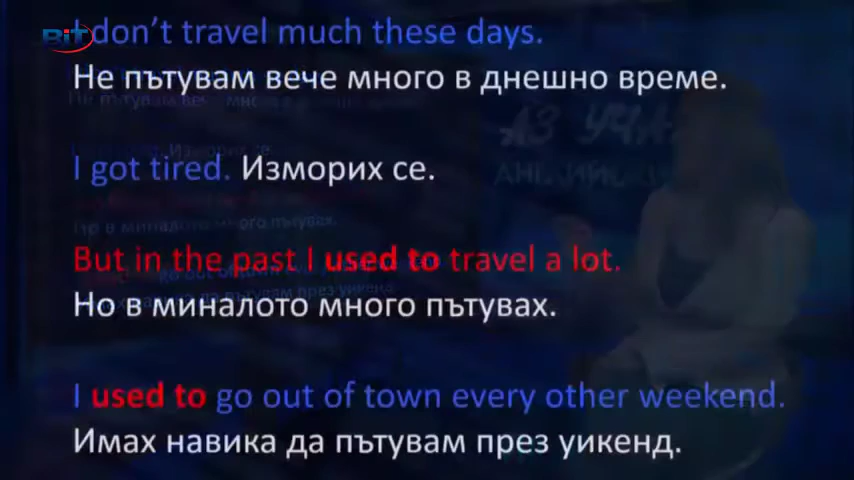 BiT
I don't travel much these days.
Не пътувам вече много в днешно време.
I got tired. Изморих се.
But in the past I used to travel a lot.
Но в миналото много пътувах.
I used to go out of town every other weekend.
Имах навика да пътувам през уикенд.
АЗ УЧА